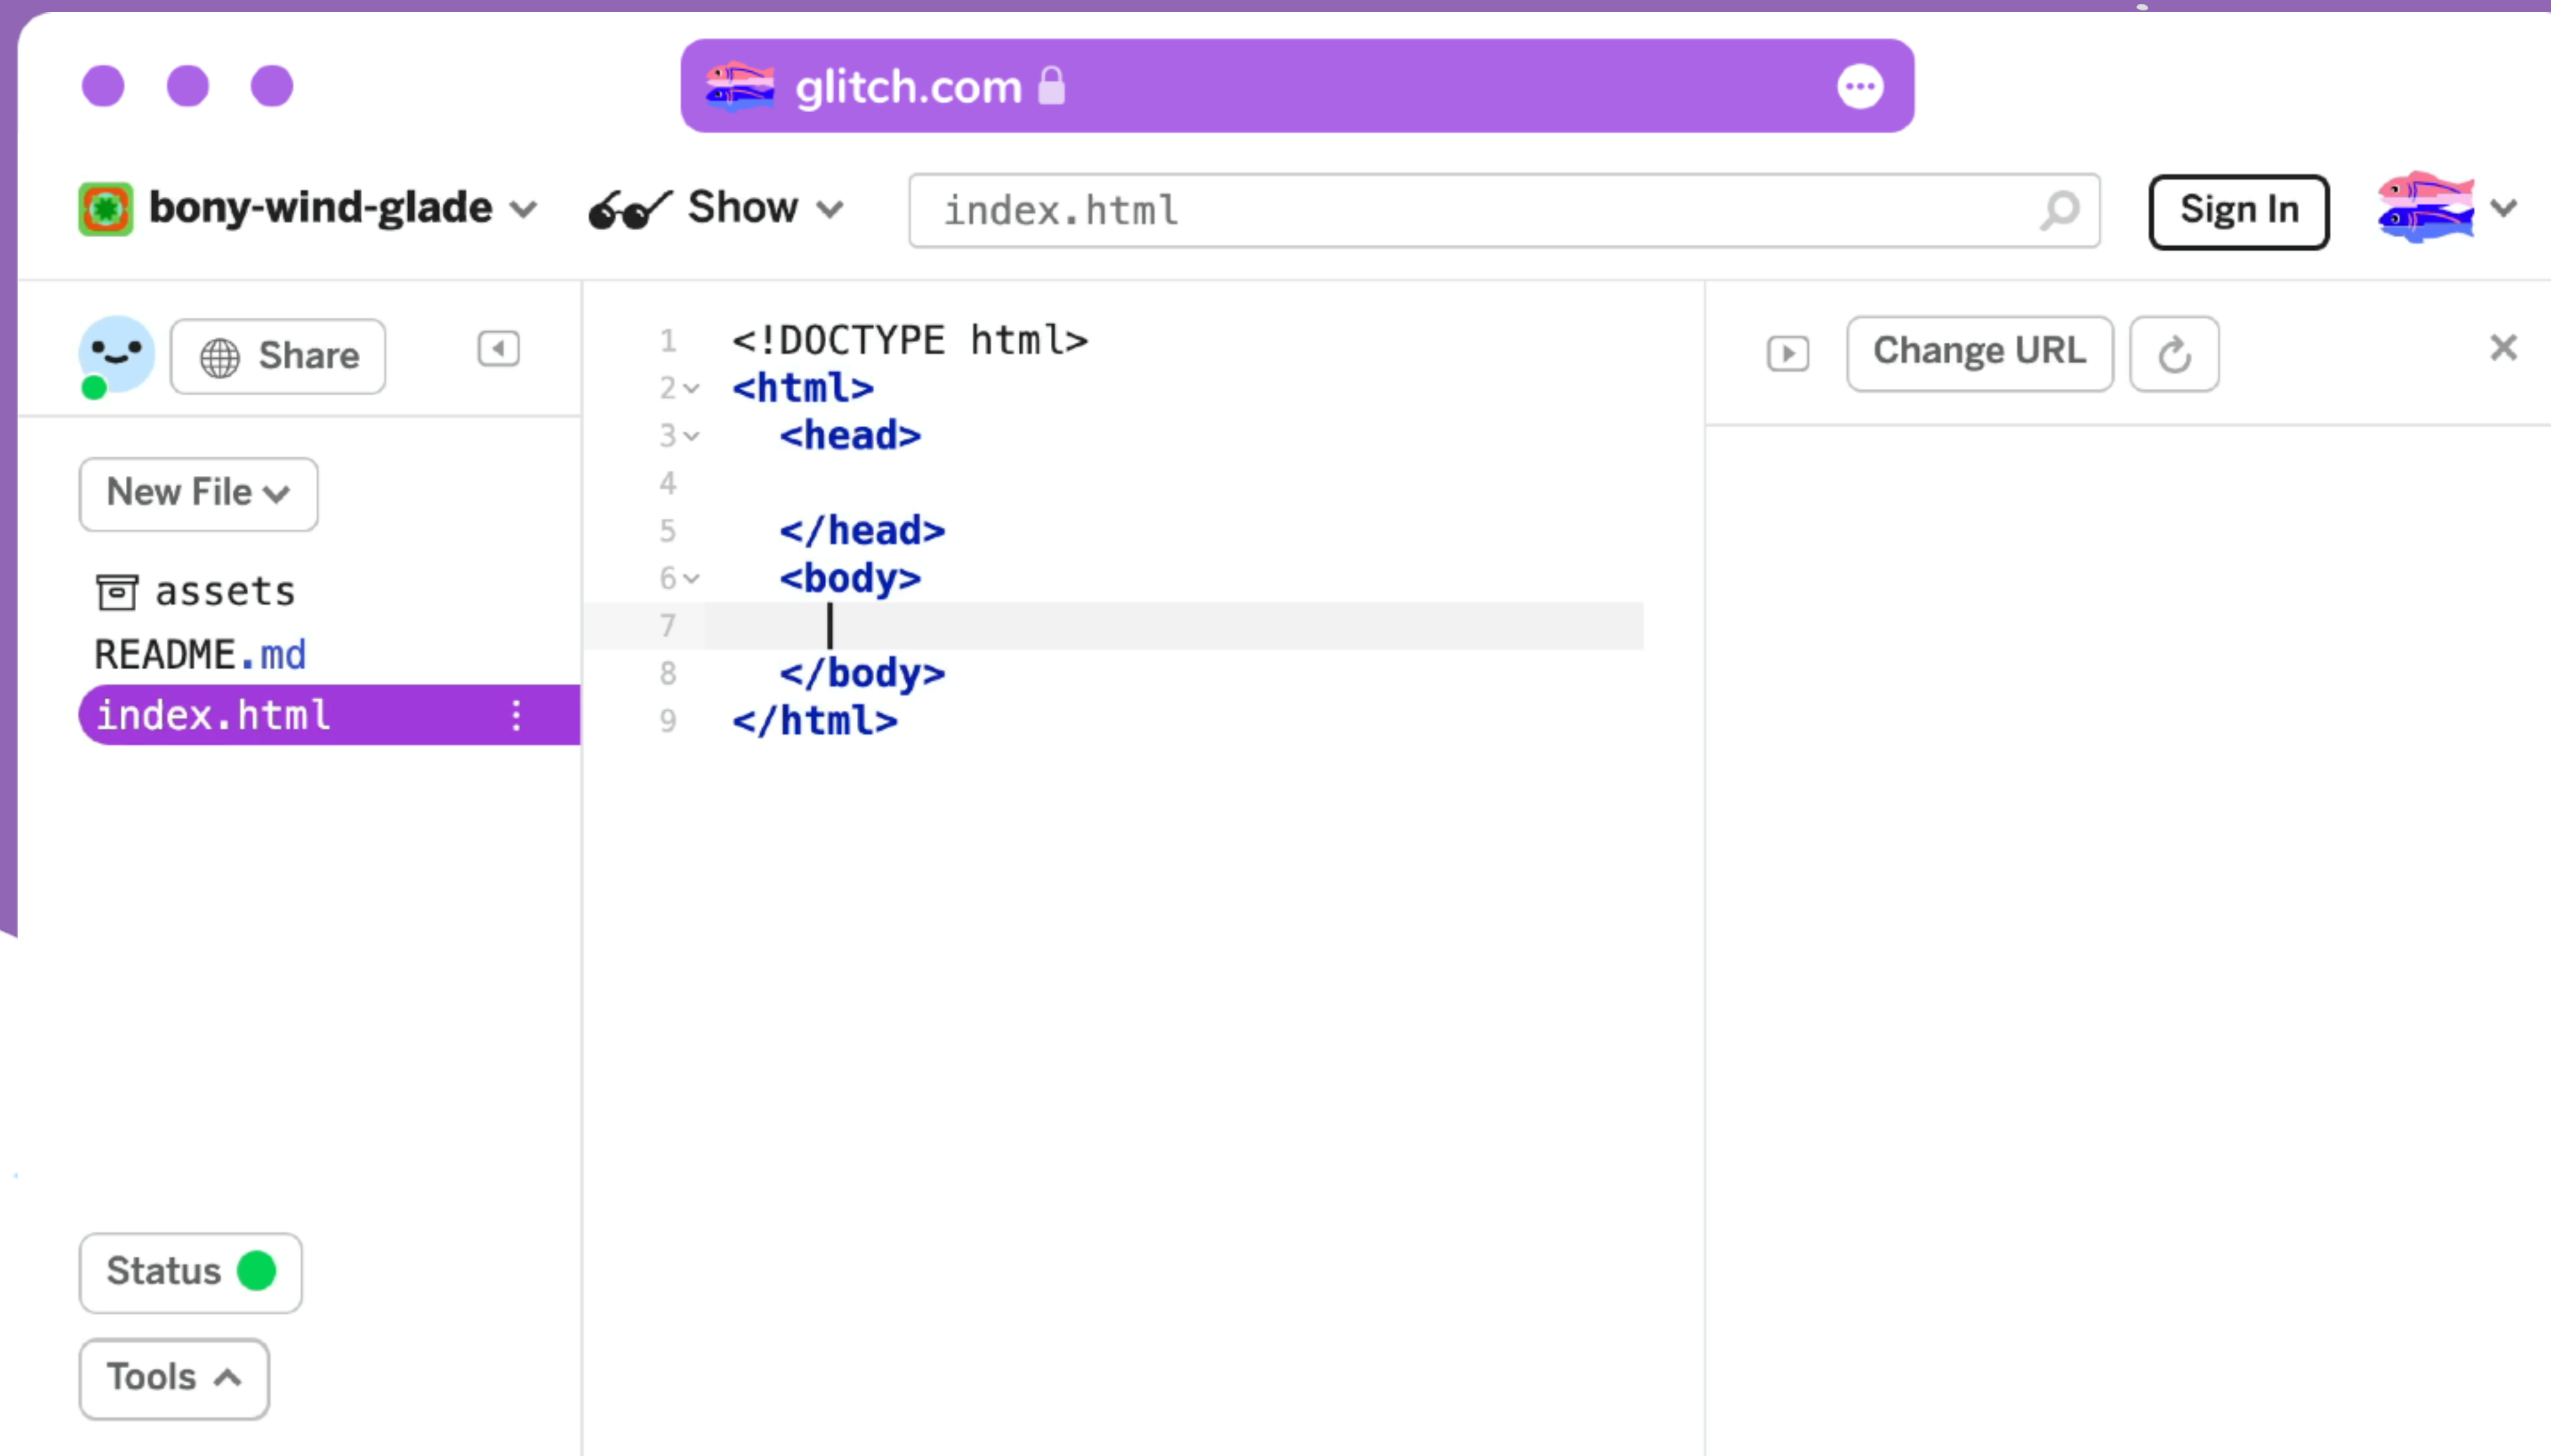 glitch.com
bony-wind-glade Show index.html Sign In
Share
Change URL
New File
assets
README.md
index.html
1 <!DOCTYPE html>
2 <html>
3 <head>
4
5 </head>
6 <body>
7
8 </body>
9 </html>
Status
Tools